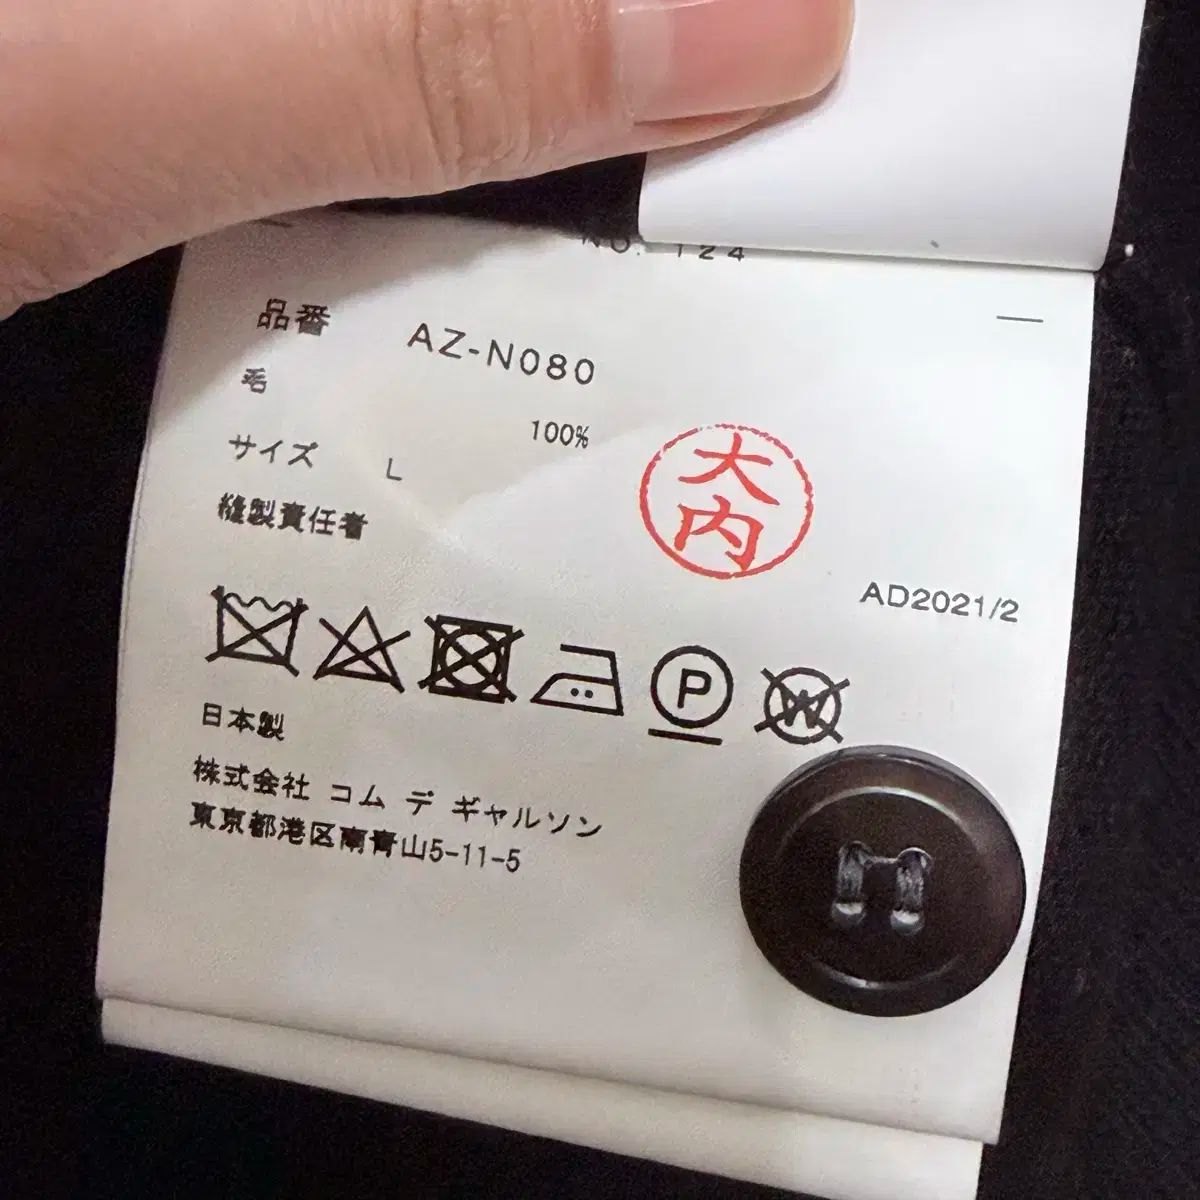 NO. 124
品番 AZ-N080
毛 100%
サイズ L
縫製責任者
大内
AD2021/2
P
W
日本製
株式会社 コム デ ギャルソン
東京都港区南青山5-11-5